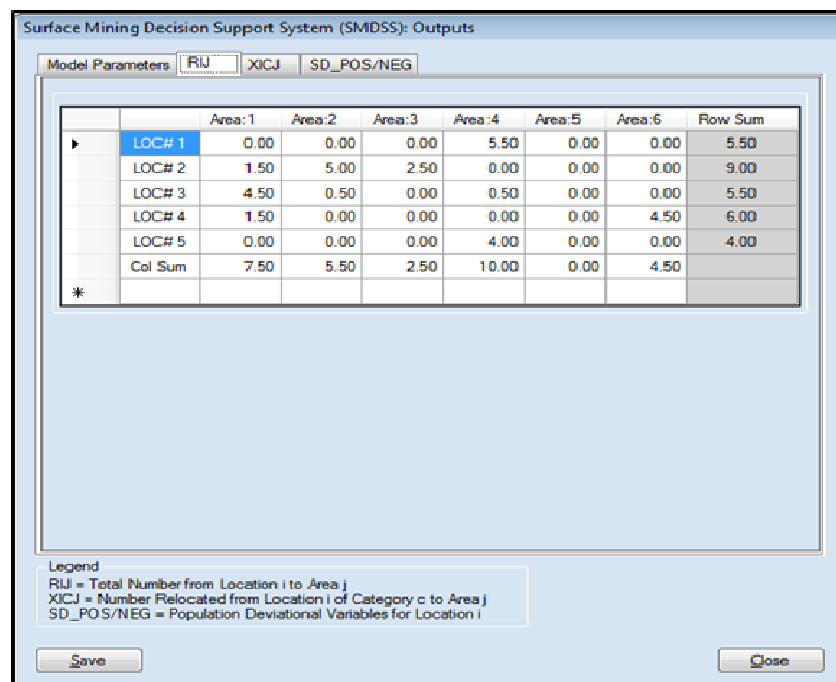 Surface Mining Decision Support System (SMDSS): Outputs
Model Parameters RIJ XICJ SD_POS/NEG
Area:1 Area:2 Area:3 Area:4 Area:5 Area:6 Row Sum
LOC# 1 0.00 0.00 0.00 5.50 0.00 0.00 5.50
LOC# 2 1.50 5.00 2.50 0.00 0.00 0.00 9.00
LOC# 3 4.50 0.50 0.00 0.50 0.00 0.00 5.50
LOC# 4 1.50 0.00 0.00 0.00 0.00 4.50 6.00
LOC# 5 0.00 0.00 0.00 4.00 0.00 0.00 4.00
Col Sum 7.50 5.50 2.50 10.00 0.00 4.50
Legend
RIJ = Total Number from Location i to Area j
XICJ = Number Relocated from Location i of Category c to Area j
SD_POS/NEG = Population Deviational Variables for Location i
Save Close